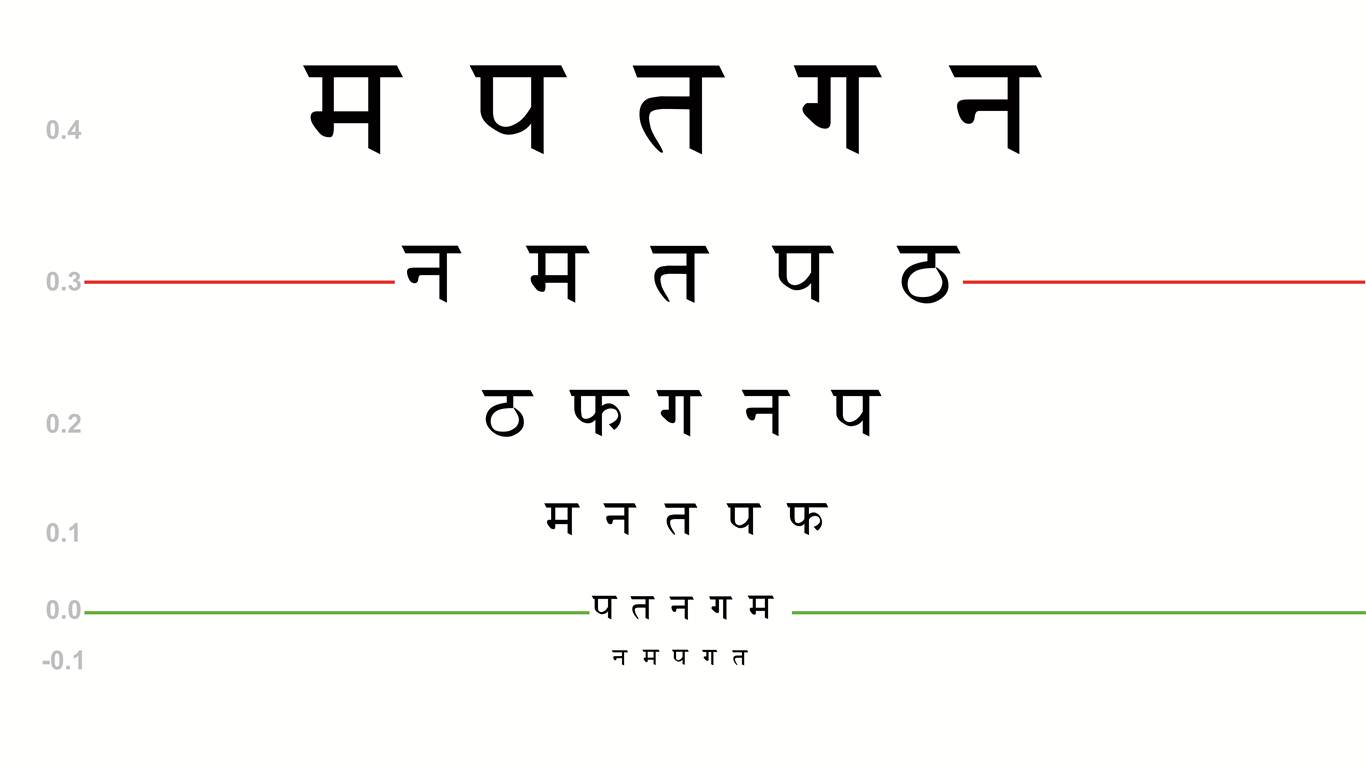 0.4 म प त ग न
0.3 न म त प ठ
0.2 ठ फ ग न प
0.1 म न त प फ
0.0 प त न ग म
-0.1 न म प ग त